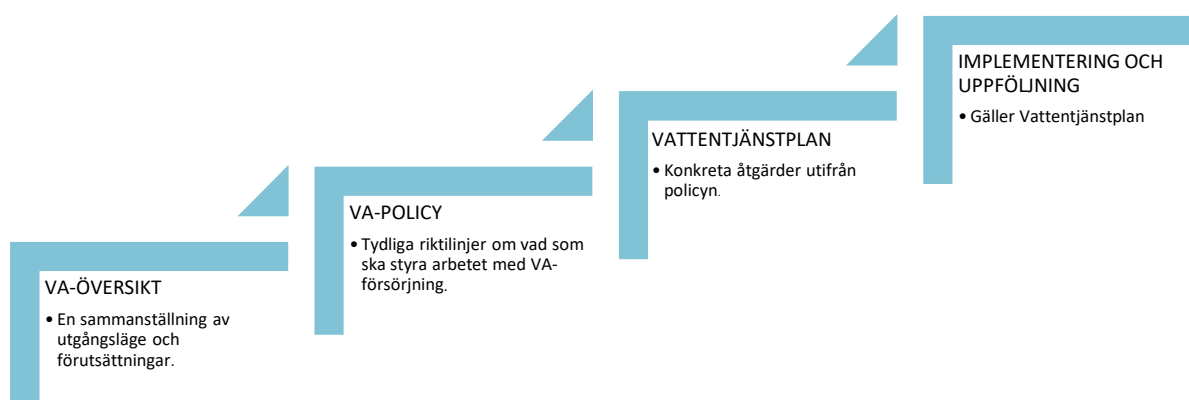 VA-ÖVERSIKT
• En sammanställning av
utgångsläge och
förutsättningar.
VA-POLICY
• Tydliga riktilinjer om vad som
ska styra arbetet med VA-
försörjning.
VATTENTJÄNSTPLAN
• Konkreta åtgärder utifrån
policyn.
IMPLEMENTERING OCH
UPPFÖLJNING
• Gäller Vattentjänstplan